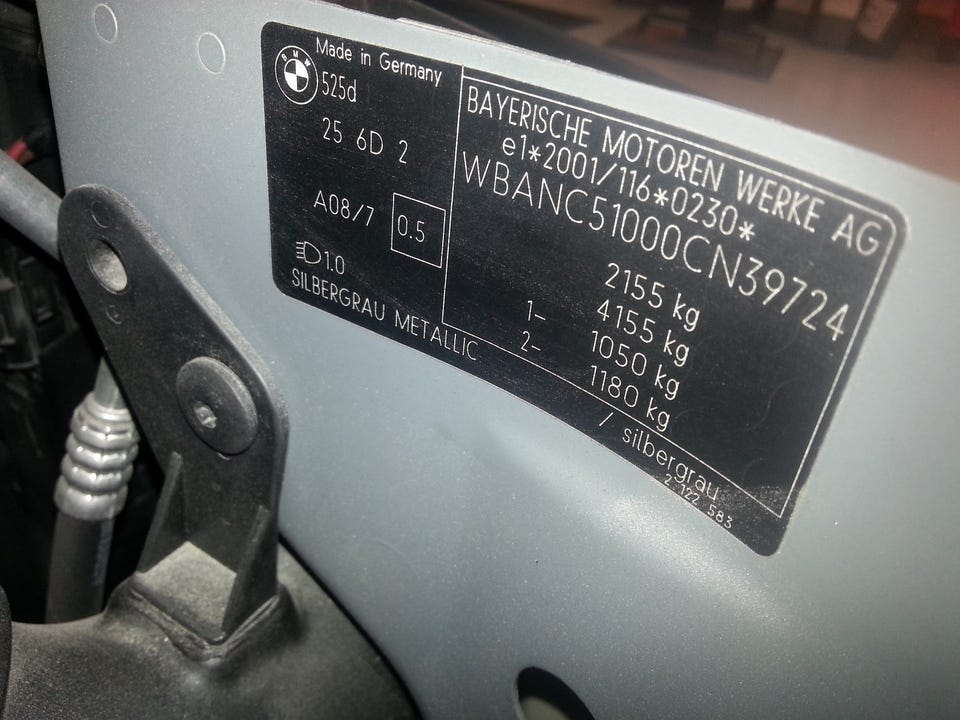 BMW
Made in Germany
525d
25 6D 2
A08/7 0.5
1.0
SILBERGRAU METALLIC
BAYERISCHE MOTOREN WERKE AG
e1*2001/116*0230*
WBANC51000CN39724
2155 kg
4155 kg
1- 1050 kg
2- 1180 kg
/ silbergrau
2 122 583